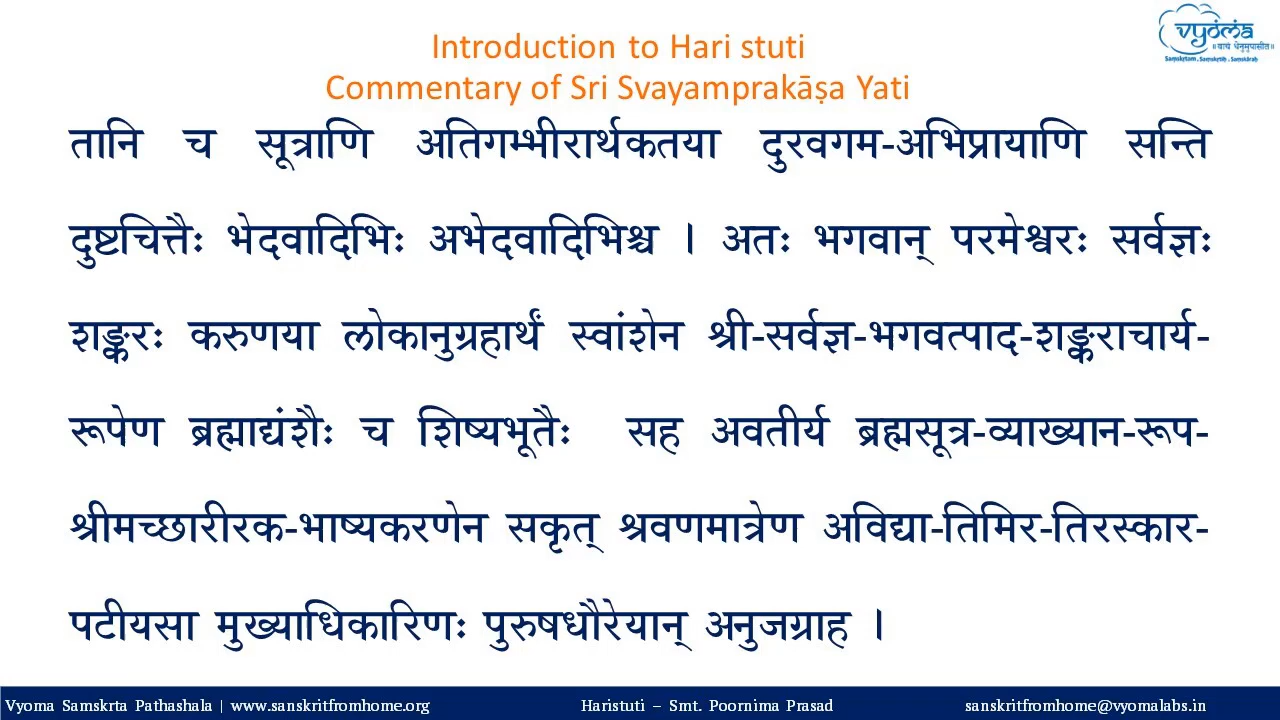 Introduction to Hari stuti
Commentary of Sri Svayamprakāṣa Yati
vyoma
॥ वाचं धेनुमुपासीत॥
Samskrtam, Samskrtih, Samskarah
तानि च सूत्राणि अतिगम्भीरार्थकतया दुरवगम-अभिप्रायाणि सन्ति
दुष्टचित्तैः भेदवादिभिः अभेदवादिभिश्च । अतः भगवान् परमेश्वरः सर्वज्ञः
शङ्करः करुणया लोकानुग्रहार्थं स्वांशेन श्री-सर्वज्ञ-भगवत्पाद-शङ्कराचार्य-
रूपेण ब्रह्माद्यंशैः च शिष्यभूतैः सह अवतीर्य ब्रह्मसूत्र-व्याख्यान-रूप-
श्रीमच्छारीरक-भाष्यकरणेन सकृत् श्रवणमात्रेण अविद्या-तिमिर-तिरस्कार-
पटीयसा मुख्याधिकारिणः पुरुषधौरेयान् अनुजग्राह ।
Vyoma Samskrta Pathashala | www.sanskritfromhome.org
Haristuti – Smt. Poornima Prasad
sanskritfromhome@vyomalabs.in